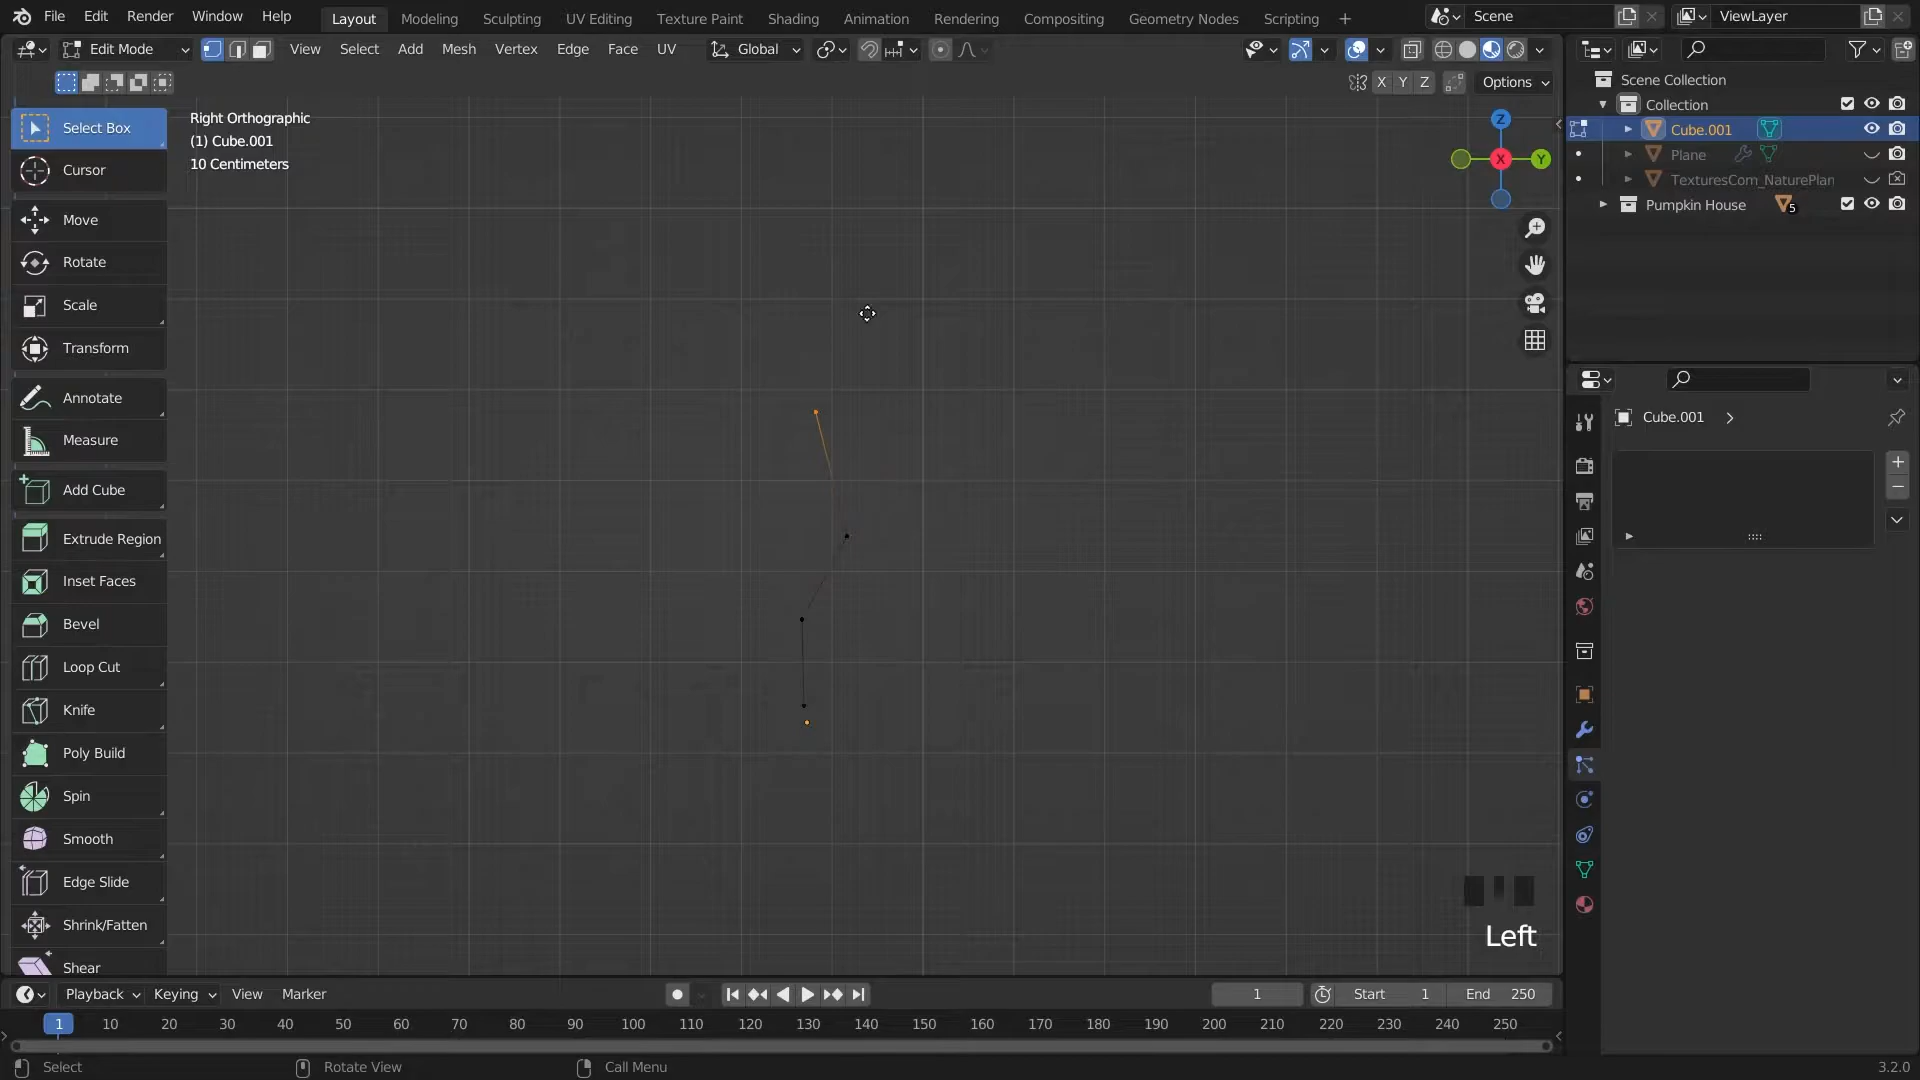 File Edit Render Window Help Layout Modeling Sculpting UV Editing Texture Paint Shading Animation Rendering Compositing Geometry Nodes Scripting + Scene ViewLayer
Edit Mode View Select Add Mesh Vertex Edge Face UV Global
X Y Z Options
Scene Collection
Collection
Cube.001
Plane
TexturesCom_NaturePlan
Pumpkin House 5
Right Orthographic
(1) Cube.001
10 Centimeters
Z
X
Y
Select Box
Cursor
Move
Rotate
Scale
Transform
Annotate
Measure
Add Cube
Extrude Region
Inset Faces
Bevel
Loop Cut
Knife
Poly Build
Spin
Smooth
Edge Slide
Shrink/Fatten
Shear
Cube.001
Left
Playback Keying View Marker 1 Start 1 End 250
1 10 20 30 40 50 60 70 80 90 100 110 120 130 140 150 160 170 180 190 200 210 220 230 240 250
Select Rotate View Call Menu 3.2.0